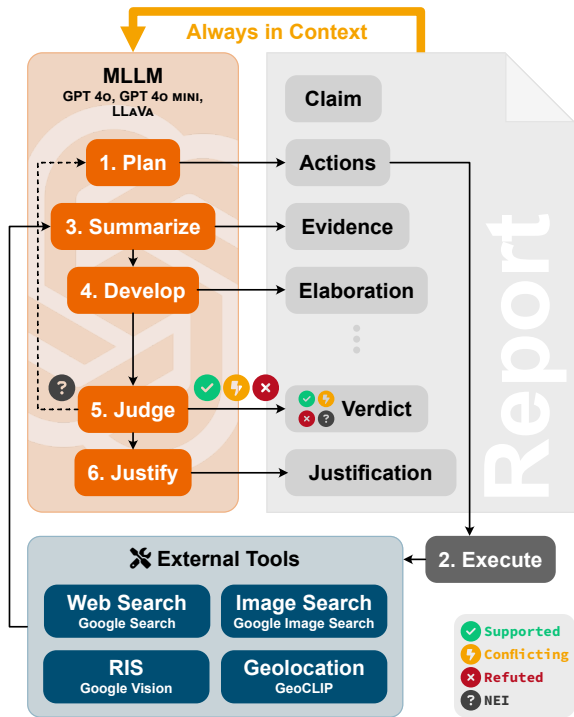 Always in Context
MLLM
GPT 4o, GPT 4o mini,
LLaVa
Claim
1. Plan
Actions
3. Summarize
Evidence
4. Develop
Elaboration
5. Judge
Verdict
6. Justify
Justification
Report
2. Execute
External Tools
Web Search
Google Search
Image Search
Google Image Search
RIS
Google Vision
Geolocation
GeoCLIP
Supported
Conflicting
Refuted
NEI